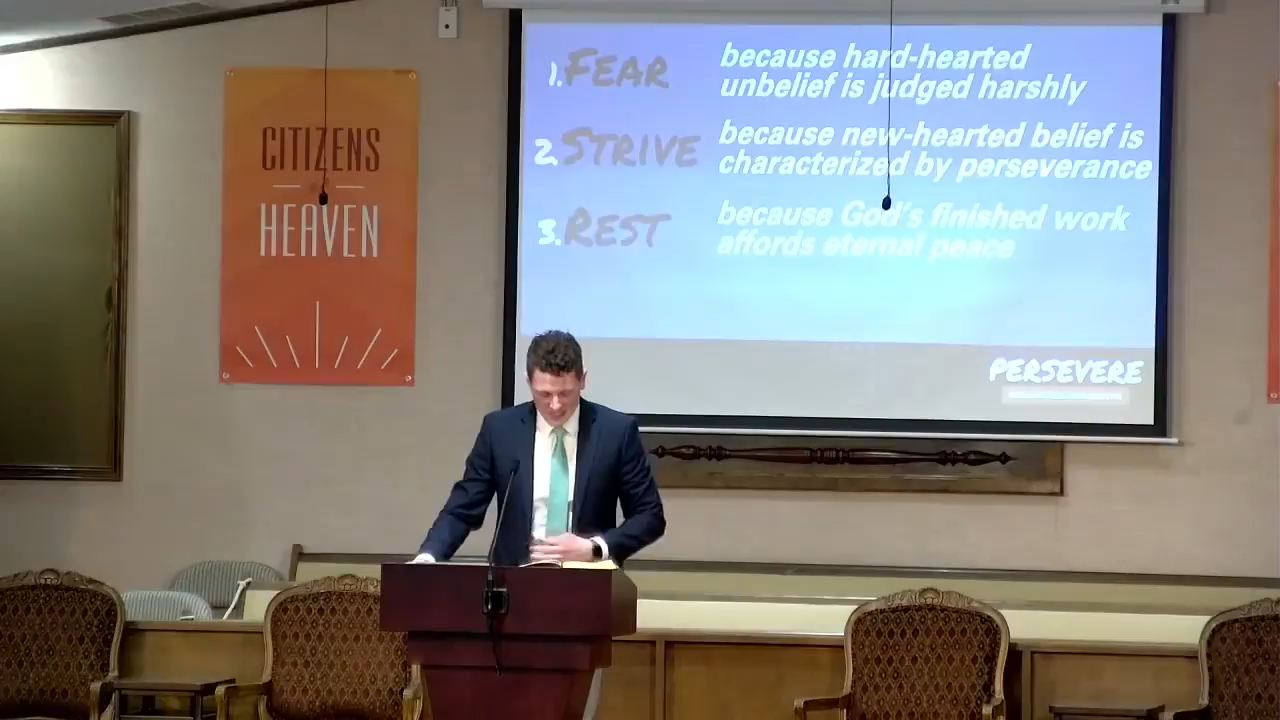 CITIZENS
HEAVEN
1. FEAR
because hard-hearted
unbelief is judged harshly
2. STRIVE
because new-hearted belief is
characterized by perseverance
3. REST
because God's finished work
affords eternal peace
PERSEVERE